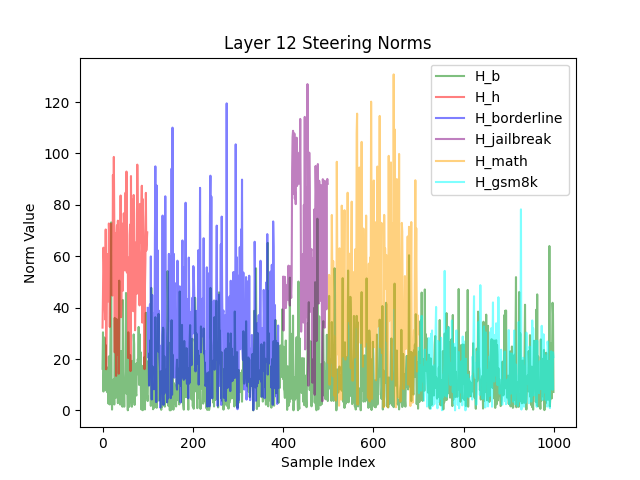 Layer 12 Steering Norms
H_b
H_h
H_borderline
H_jailbreak
H_math
H_gsm8k
Norm Value
120
100
80
60
40
20
0
0 200 400 600 800 1000
Sample Index